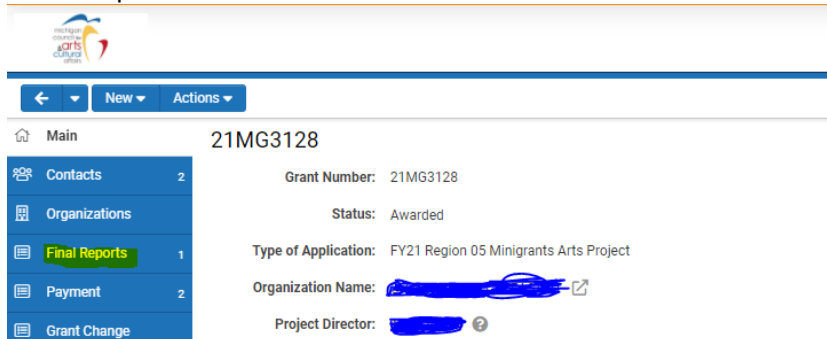 michigan
council for
arts
cultural
affairs
New Actions
Main
Contacts 2
Organizations
Final Reports 1
Payment 2
Grant Change
21MG3128
Grant Number: 21MG3128
Status: Awarded
Type of Application: FY21 Region 05 Minigrants Arts Project
Organization Name:
Project Director: